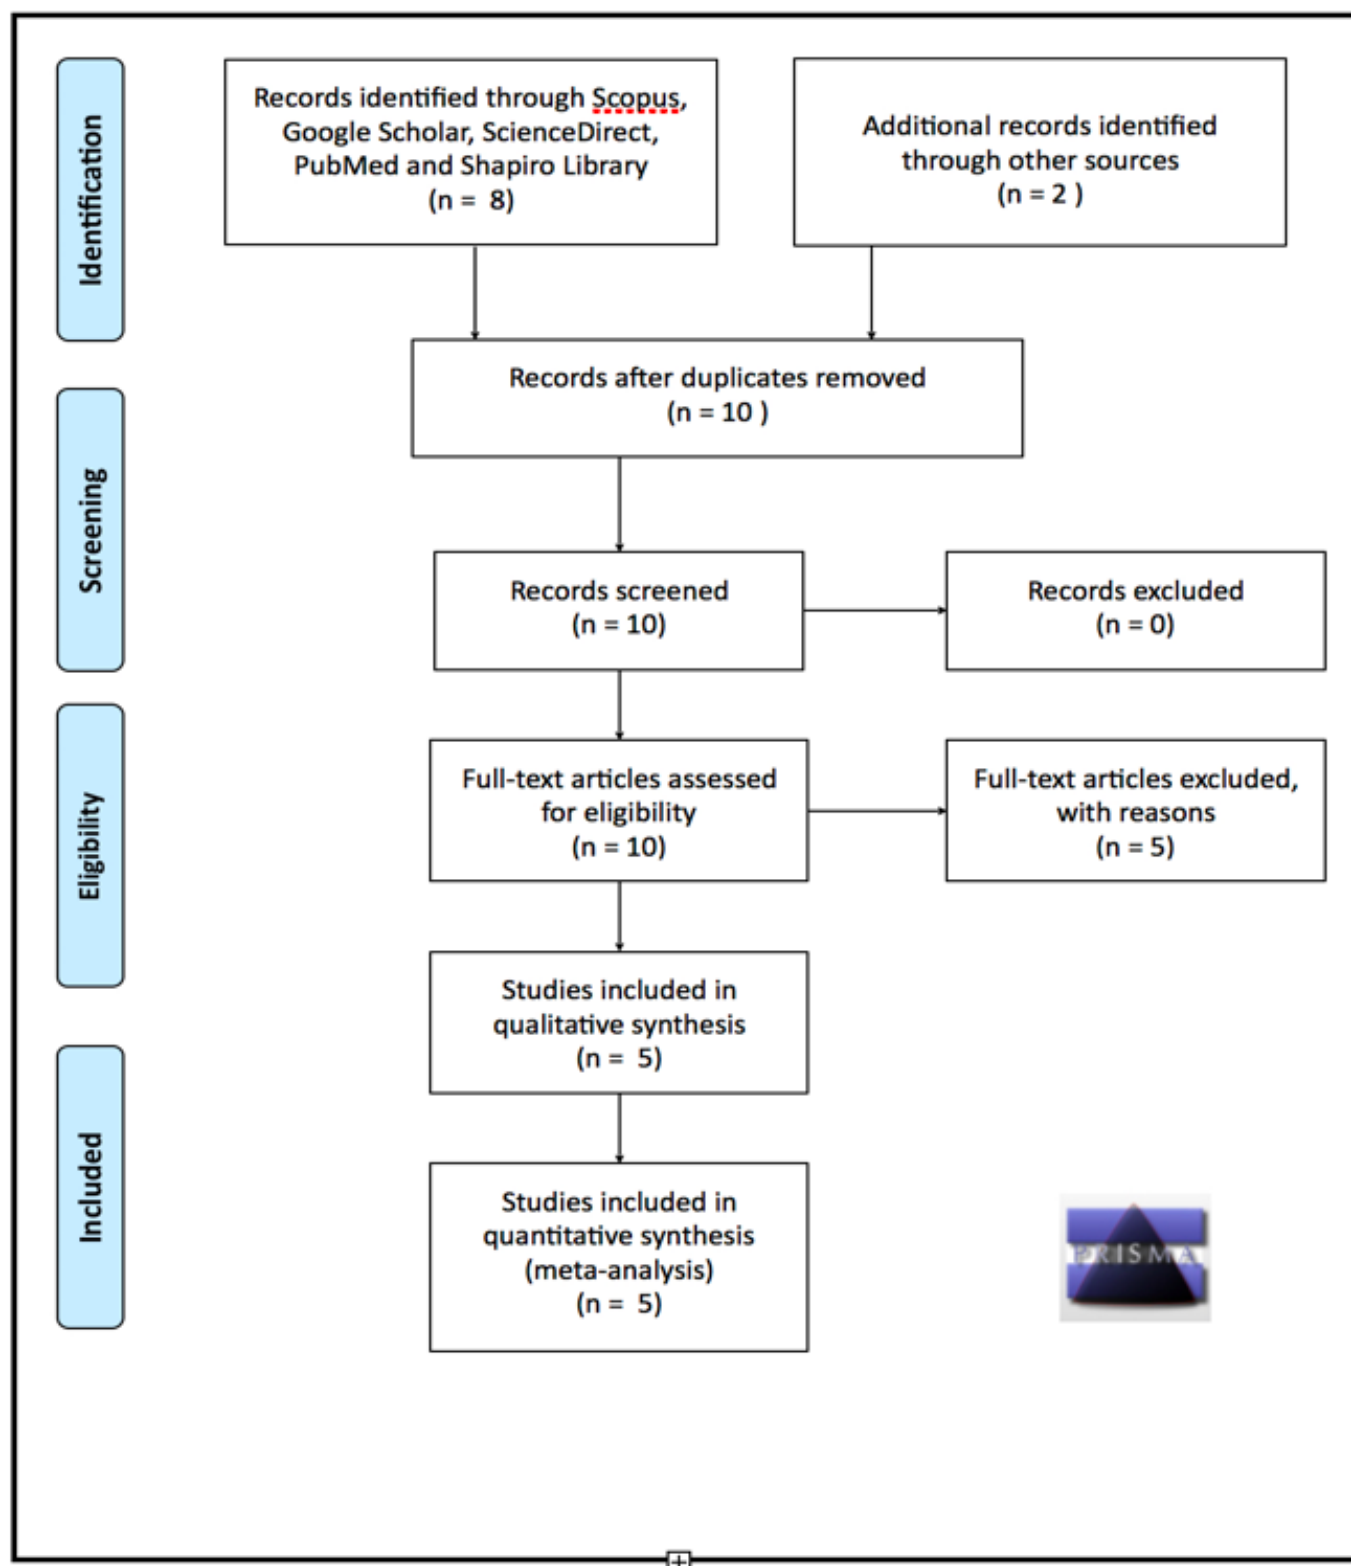 Identification
Records identified through Scopus,
Google Scholar, ScienceDirect,
PubMed and Shapiro Library
(n =  8)
Additional records identified
through other sources
(n = 2 )
Records after duplicates removed
(n = 10 )
Screening
Records screened
(n = 10)
Records excluded
(n = 0)
Eligibility
Full-text articles assessed
for eligibility
(n = 10)
Full-text articles excluded,
with reasons
(n = 5)
Studies included in
qualitative synthesis
(n =  5)
Included
Studies included in
quantitative synthesis
(meta-analysis)
(n =  5)
PRISMA